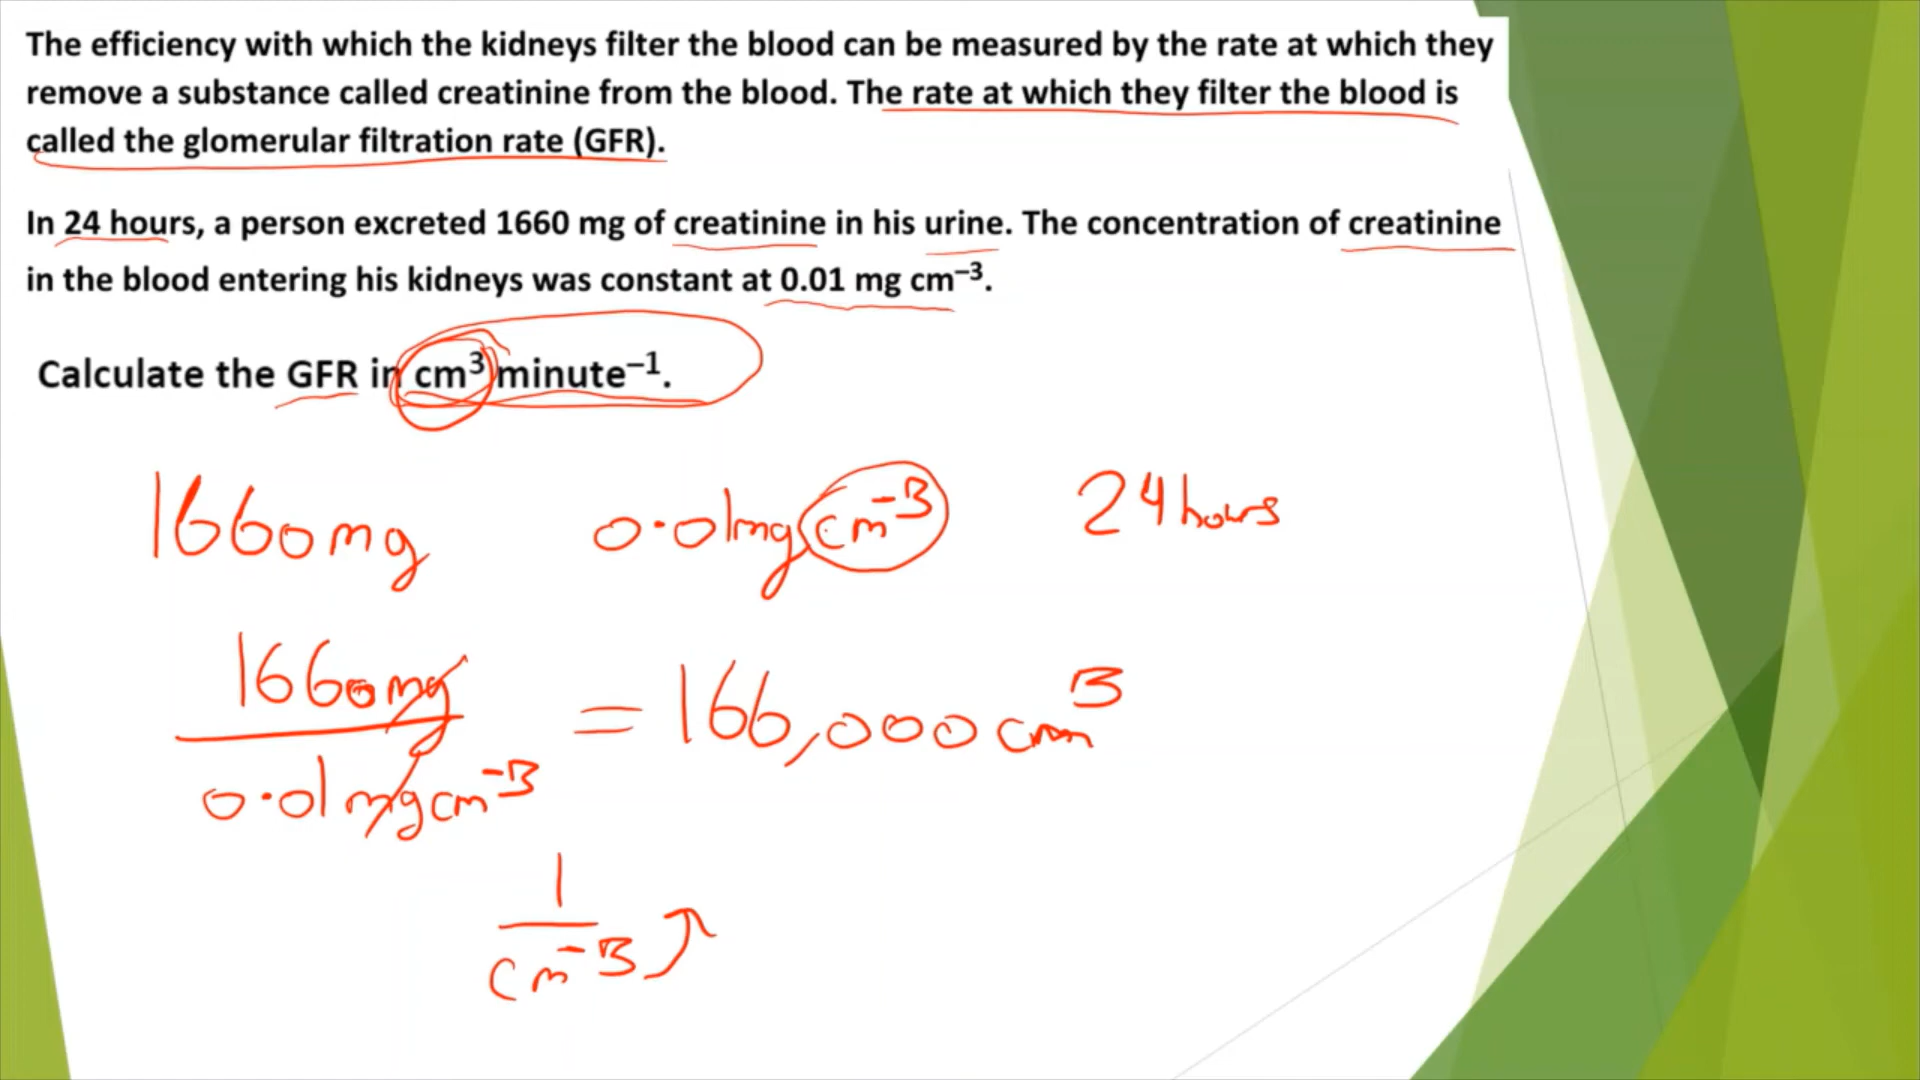 The efficiency with which the kidneys filter the blood can be measured by the rate at which they
remove a substance called creatinine from the blood. The rate at which they filter the blood is
called the glomerular filtration rate (GFR).
In 24 hours, a person excreted 1660 mg of creatinine in his urine. The concentration of creatinine
in the blood entering his kidneys was constant at 0.01 mg cm⁻³.
Calculate the GFR in cm³ minute⁻¹.
1660mg 0.01mg cm⁻³ 24hours
1660mg
0.01mgcm⁻³
= 166,000cm³
1
cm⁻³